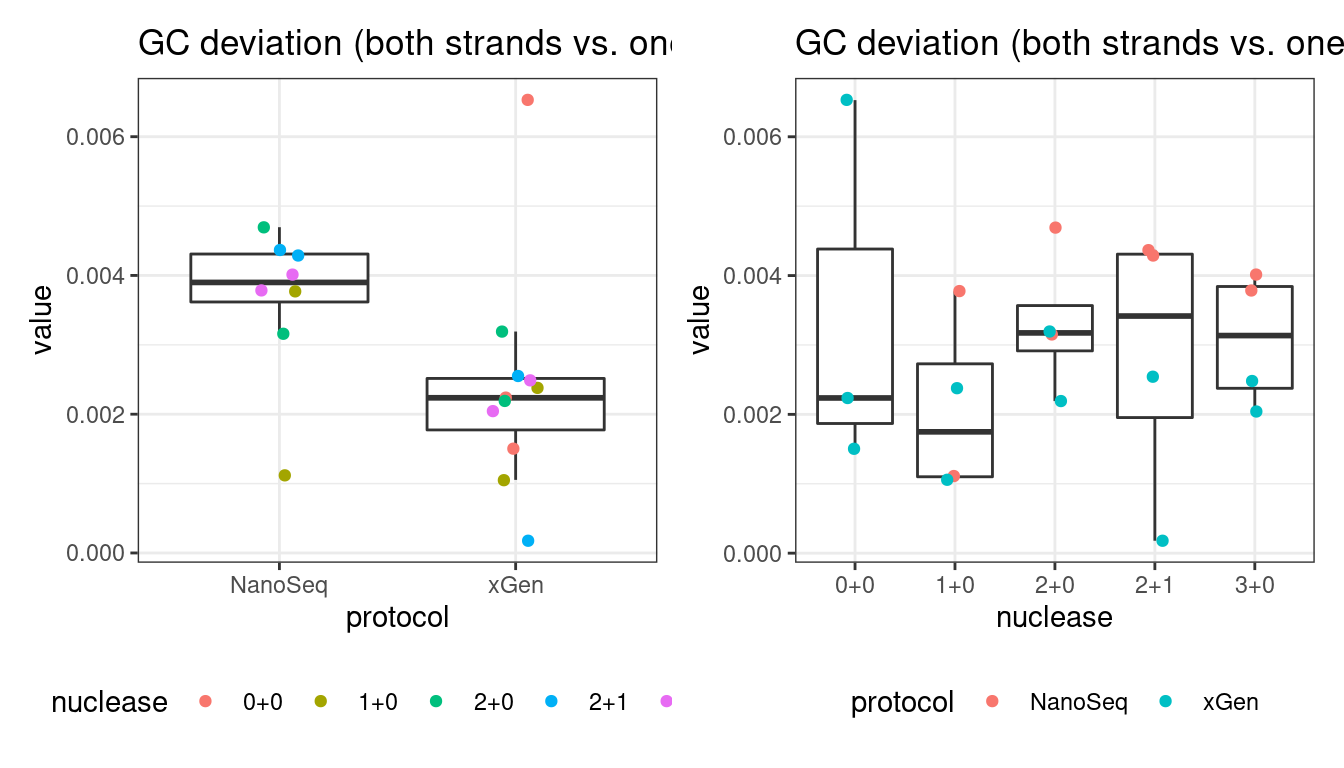 GC deviation (both strands vs.
value
0.006
0.004
0.002
0.000
NanoSeq xGen
protocol
nuclease 0+0 1+0 2+0 2+1
GC deviation (both strands vs. one
value
0.006
0.004
0.002
0.000
0+0 1+0 2+0 2+1 3+0
nuclease
protocol NanoSeq xGen